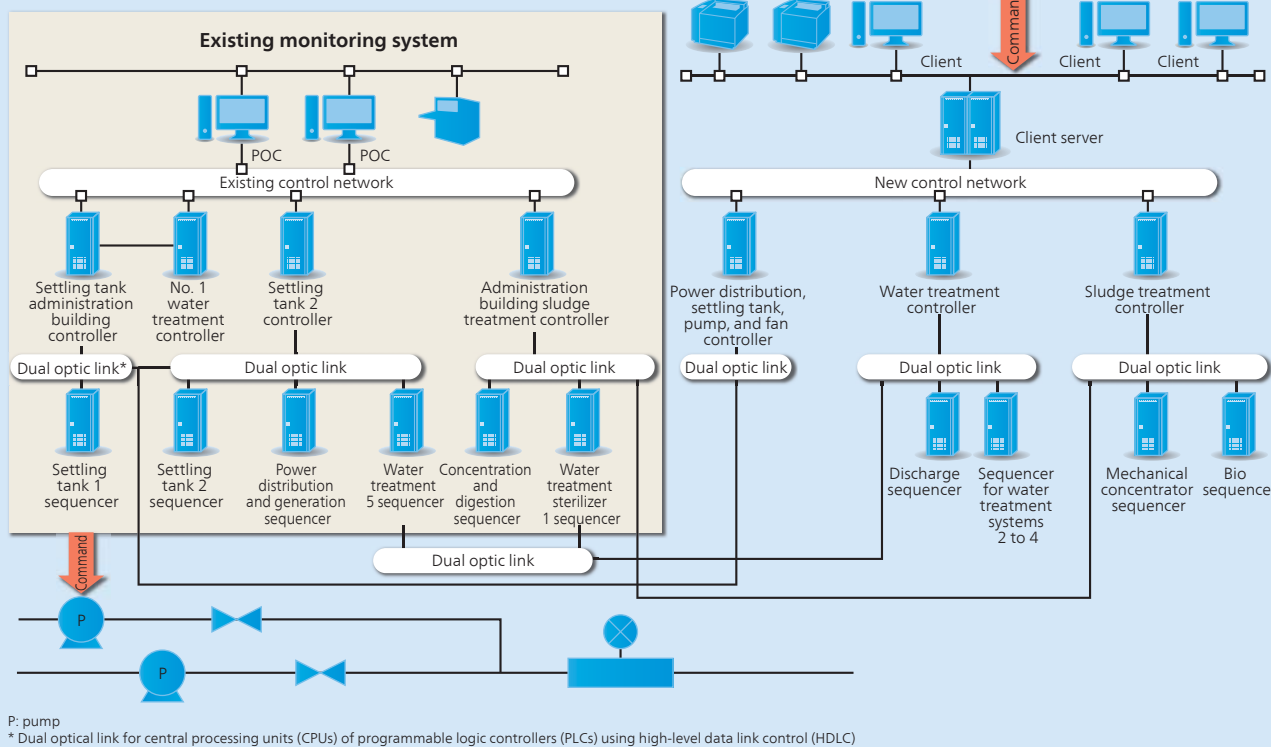 Existing monitoring system
POC
POC
Existing control network
Settling tank
administration
building
controller
No. 1
water
treatment
controller
Settling
tank 2
controller
Administration
building sludge
treatment controller
Dual optic link*
Dual optic link
Dual optic link
Settling
tank 1
sequencer
Settling
tank 2
sequencer
Power
distribution
and generation
sequencer
Water
treatment
5 sequencer
Concentration
and
digestion
sequencer
Water
treatment
sterilizer
1 sequencer
Dual optic link
Client
Client
Client
Client server
New control network
Power distribution,
settling tank,
pump, and fan
controller
Water treatment
controller
Sludge treatment
controller
Dual optic link
Dual optic link
Dual optic link
Discharge
sequencer
Sequencer
for water
treatment
systems
2 to 4
Mechanical
concentrator
sequencer
Bio
sequence
Command
P
P
P: pump
* Dual optical link for central processing units (CPUs) of programmable logic controllers (PLCs) using high-level data link control (HDLC)